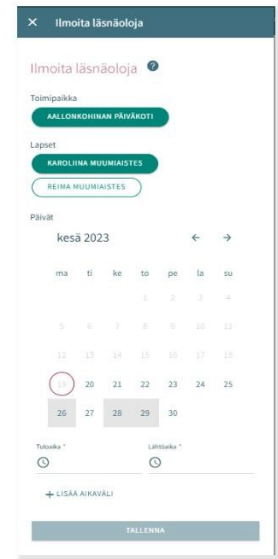 × Ilmoita läsnäoloja
Ilmoita läsnäoloja ?
Toimipaikka
AALLONKOHINAN PÄIVÄKOTI
Lapset
KAROLIINA MUUMIAISTES
REIMA MUUMIAISTES
Päivät
kesä 2023 ← →
ma ti ke to pe la su
1 2 3 4
5 6 7 8 9 10 11
12 13 14 15 16 17 18
19 20 21 22 23 24 25
26 27 28 29 30
Tuloaika * Lähtöaika *
+ LISÄÄ AIKAVÄLI
TALLENNA